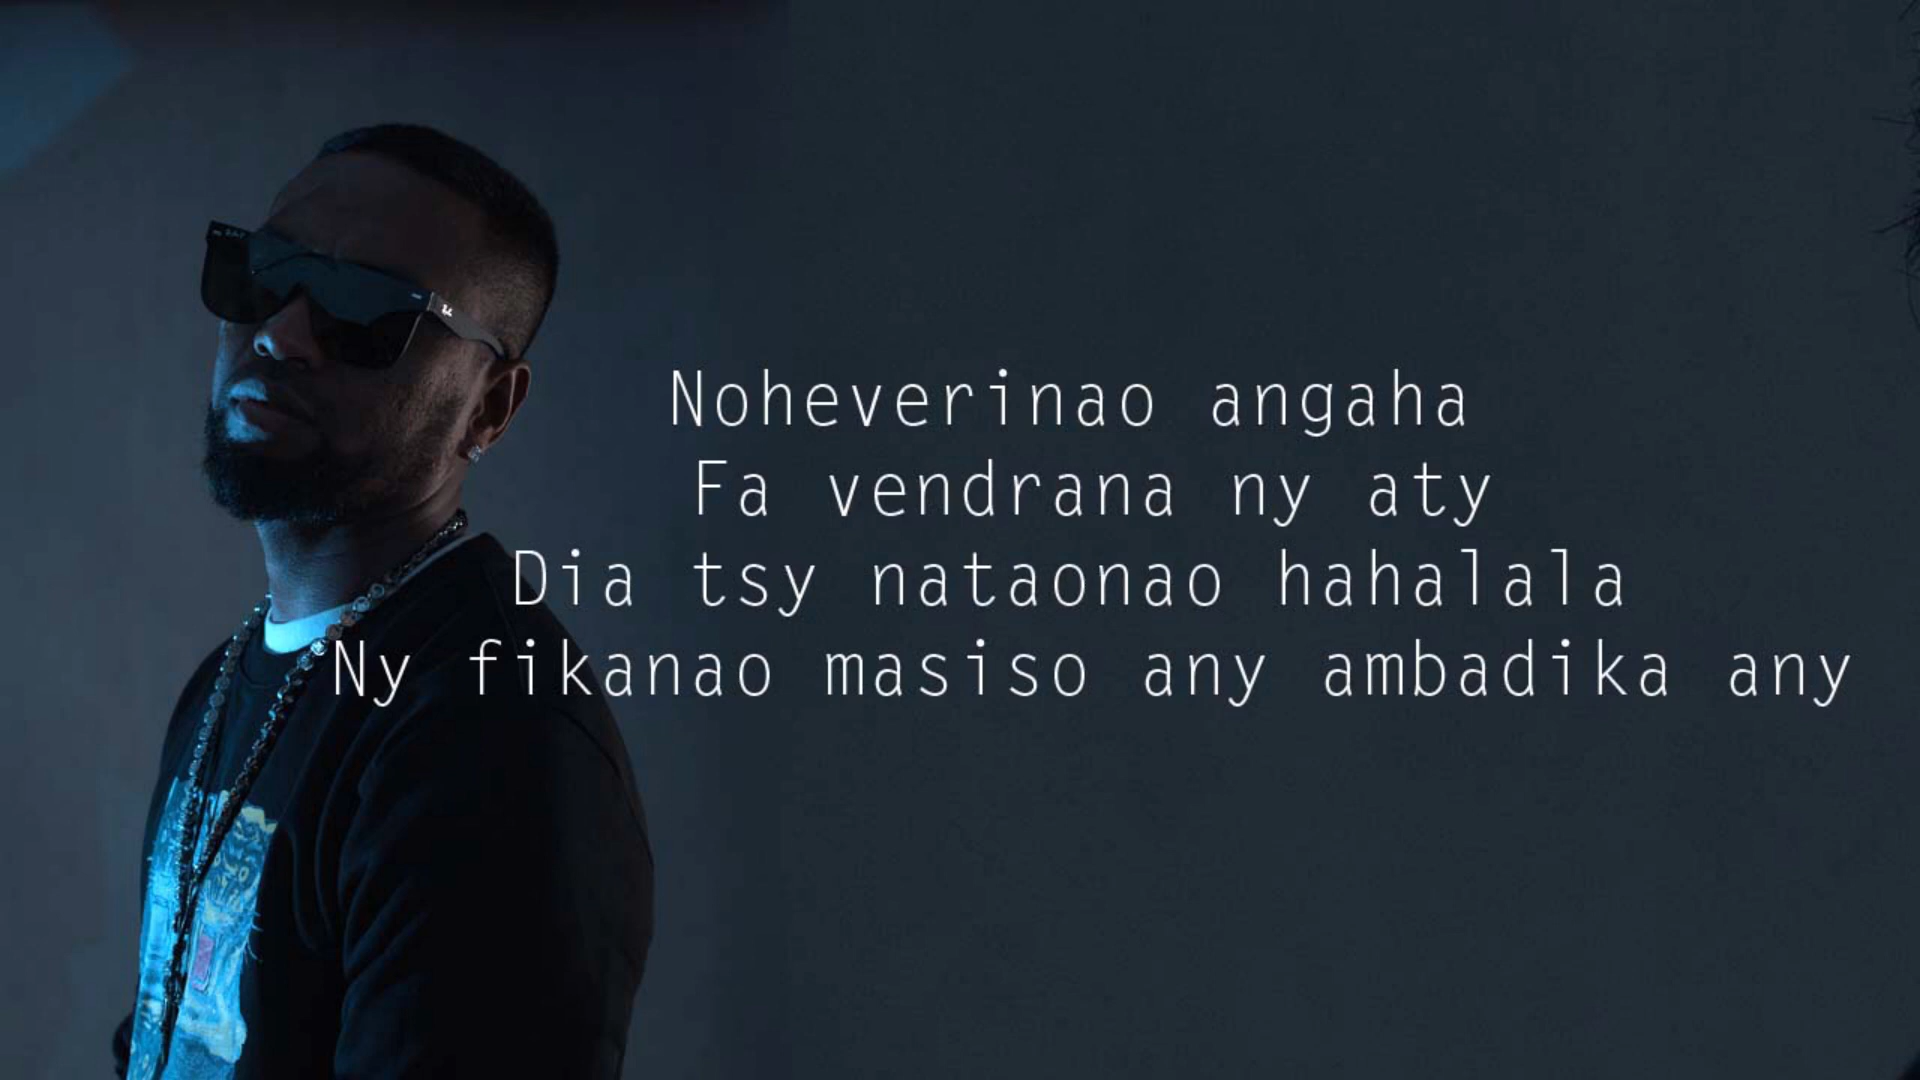 Noheverinao angaha
Fa vendrana ny aty
Dia tsy nataonao hahalala
Ny fikanao masiso any ambadika any